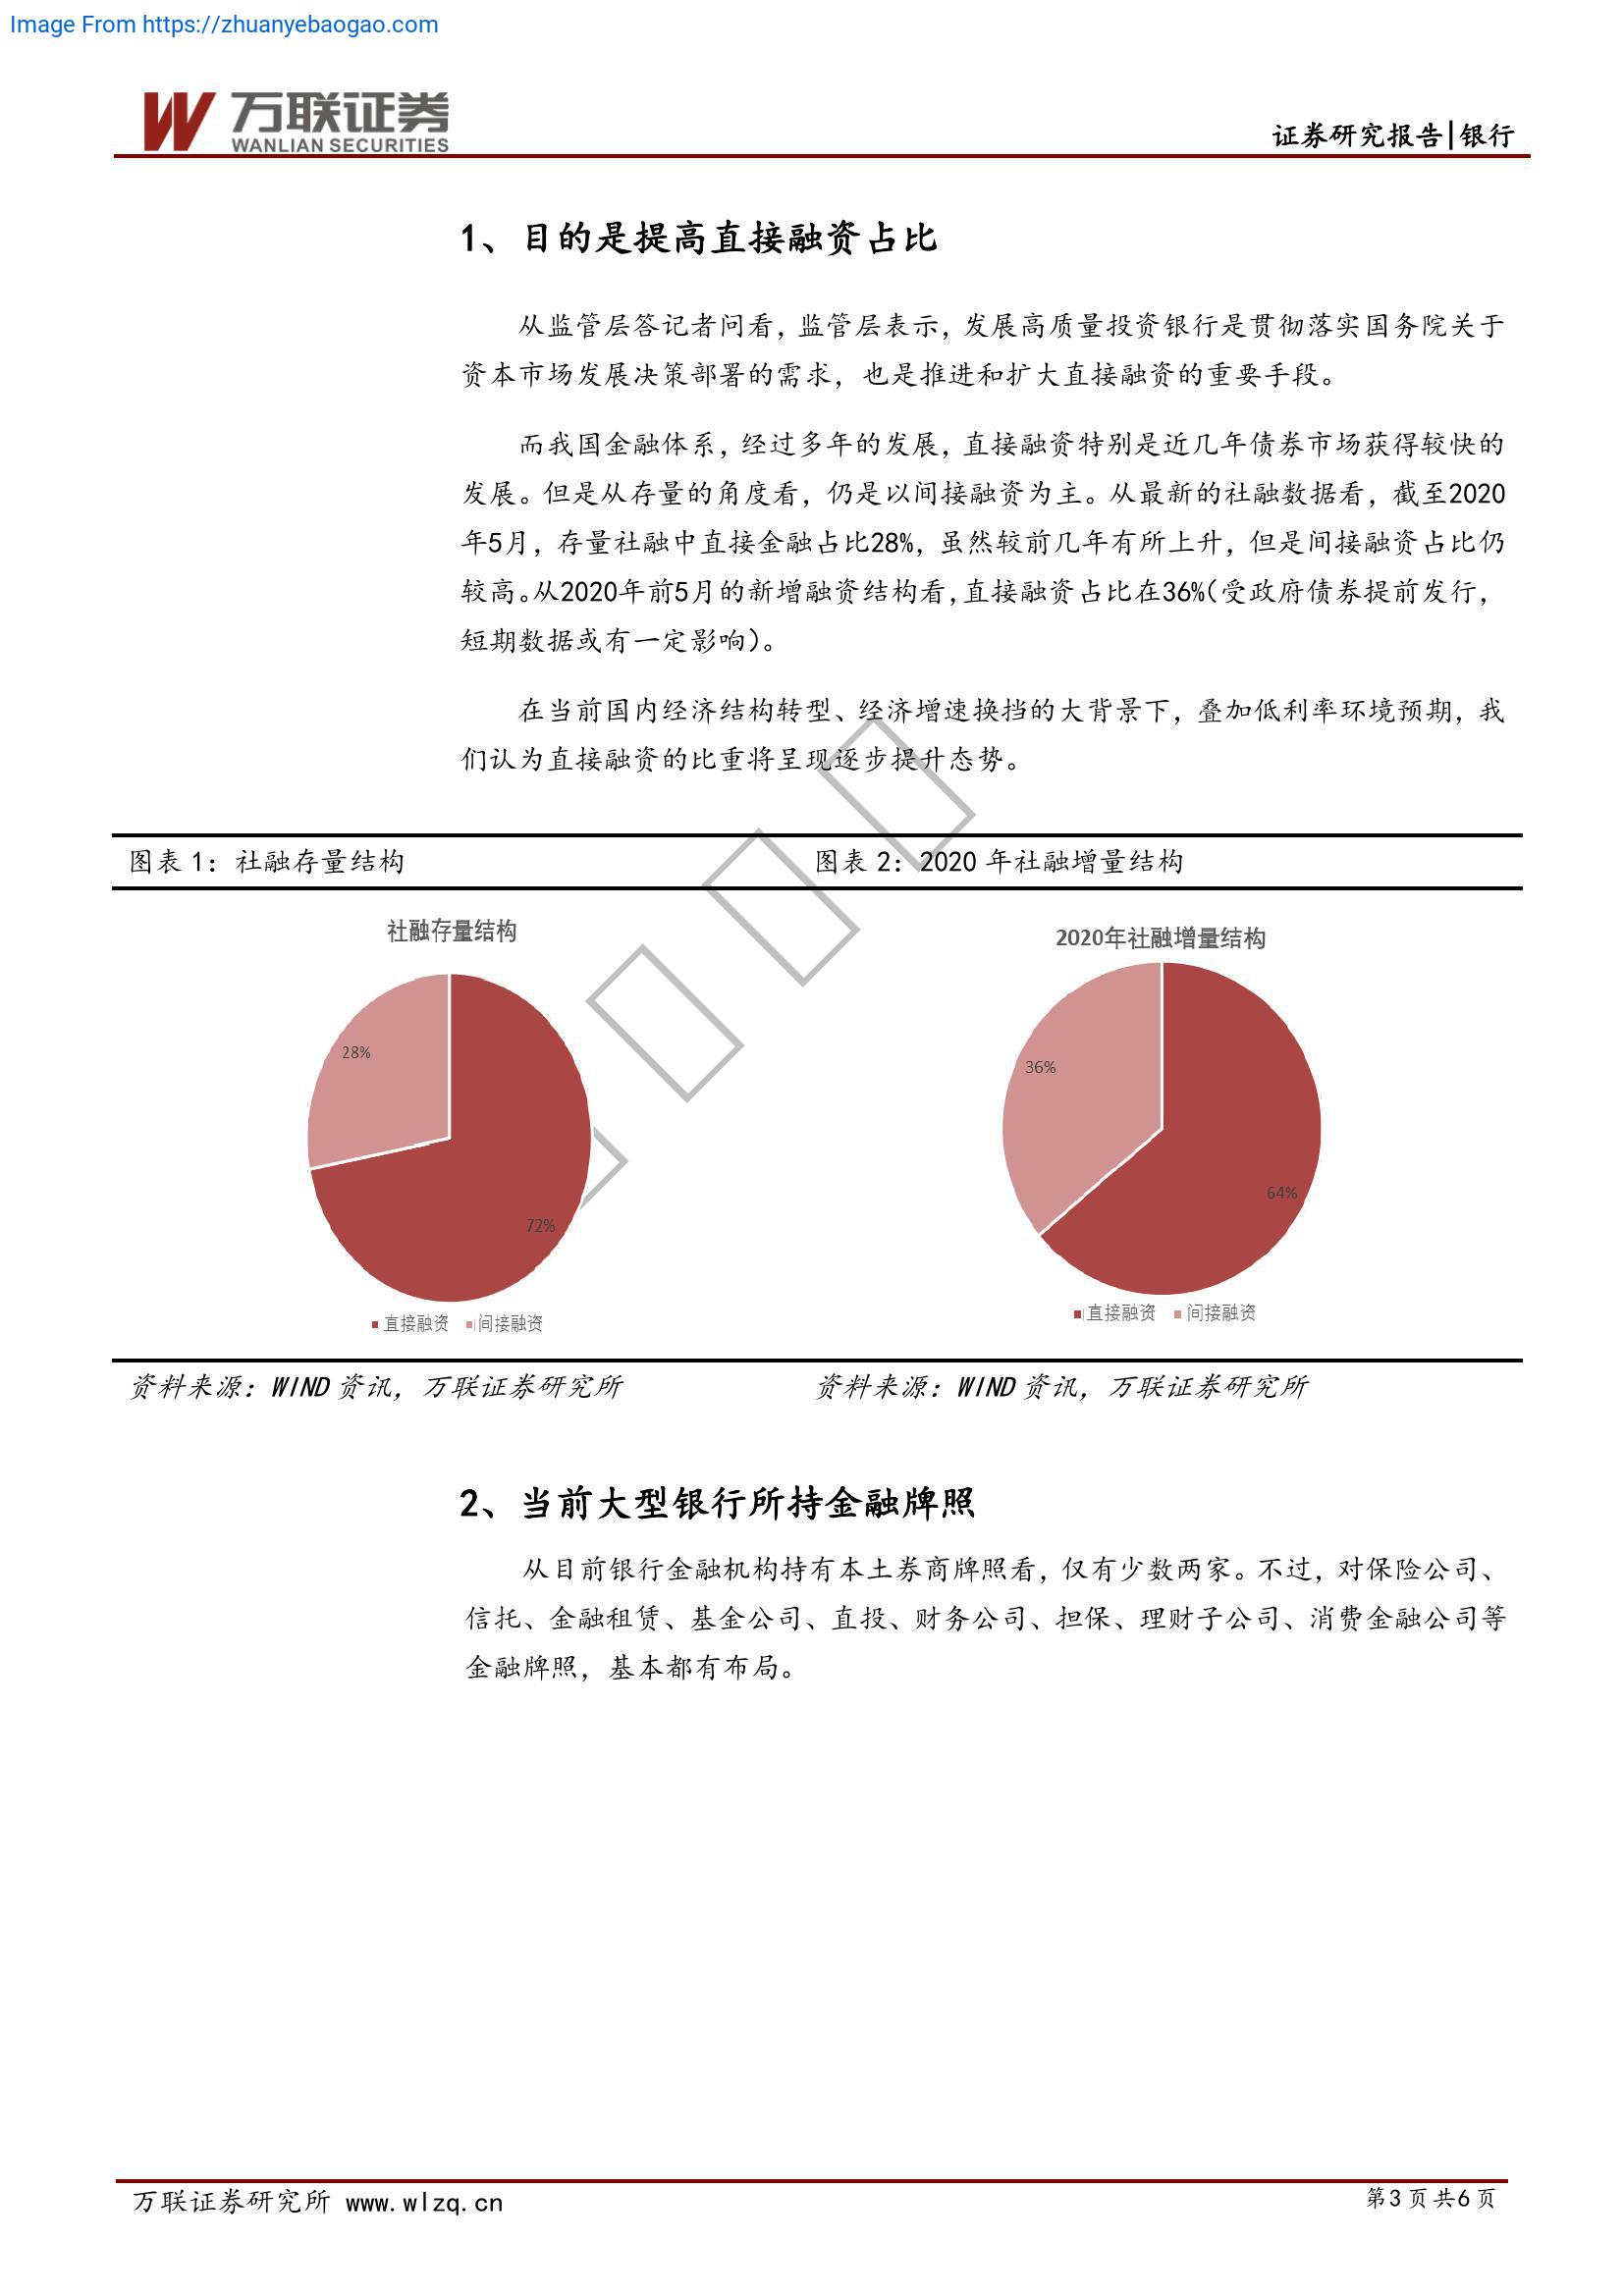 Image From https://zhuanyebaogao.com
万联证券
WANLIAN SECURITIES
证券研究报告|银行
1、目的是提高直接融资占比
从监管层答记者问看，监管层表示，发展高质量投资银行是贯彻落实国务院关于
资本市场发展决策部署的需求，也是推进和扩大直接融资的重要手段。
而我国金融体系，经过多年的发展，直接融资特别是近几年债券市场获得较快的
发展。但是从存量的角度看，仍是以间接融资为主。从最新的社融数据看，截至2020
年5月，存量社融中直接金融占比28%，虽然较前几年有所上升，但是间接融资占比仍
较高。从2020年前5月的新增融资结构看，直接融资占比在36%（受政府债券提前发行，
短期数据或有一定影响）。
在当前国内经济结构转型、经济增速换挡的大背景下，叠加低利率环境预期，我
们认为直接融资的比重将呈现逐步提升态势。
图表 1：社融存量结构
图表 2：2020 年社融增量结构
社融存量结构
28%
72%
直接融资 间接融资
2020年社融增量结构
36%
64%
直接融资 间接融资
资料来源：WIND 资讯，万联证券研究所
资料来源：WIND 资讯，万联证券研究所
2、当前大型银行所持金融牌照
从目前银行金融机构持有本土券商牌照看，仅有少数两家。不过，对保险公司、
信托、金融租赁、基金公司、直投、财务公司、担保、理财子公司、消费金融公司等
金融牌照，基本都有布局。
万联证券研究所 www.wlzq.cn
第3页共6页